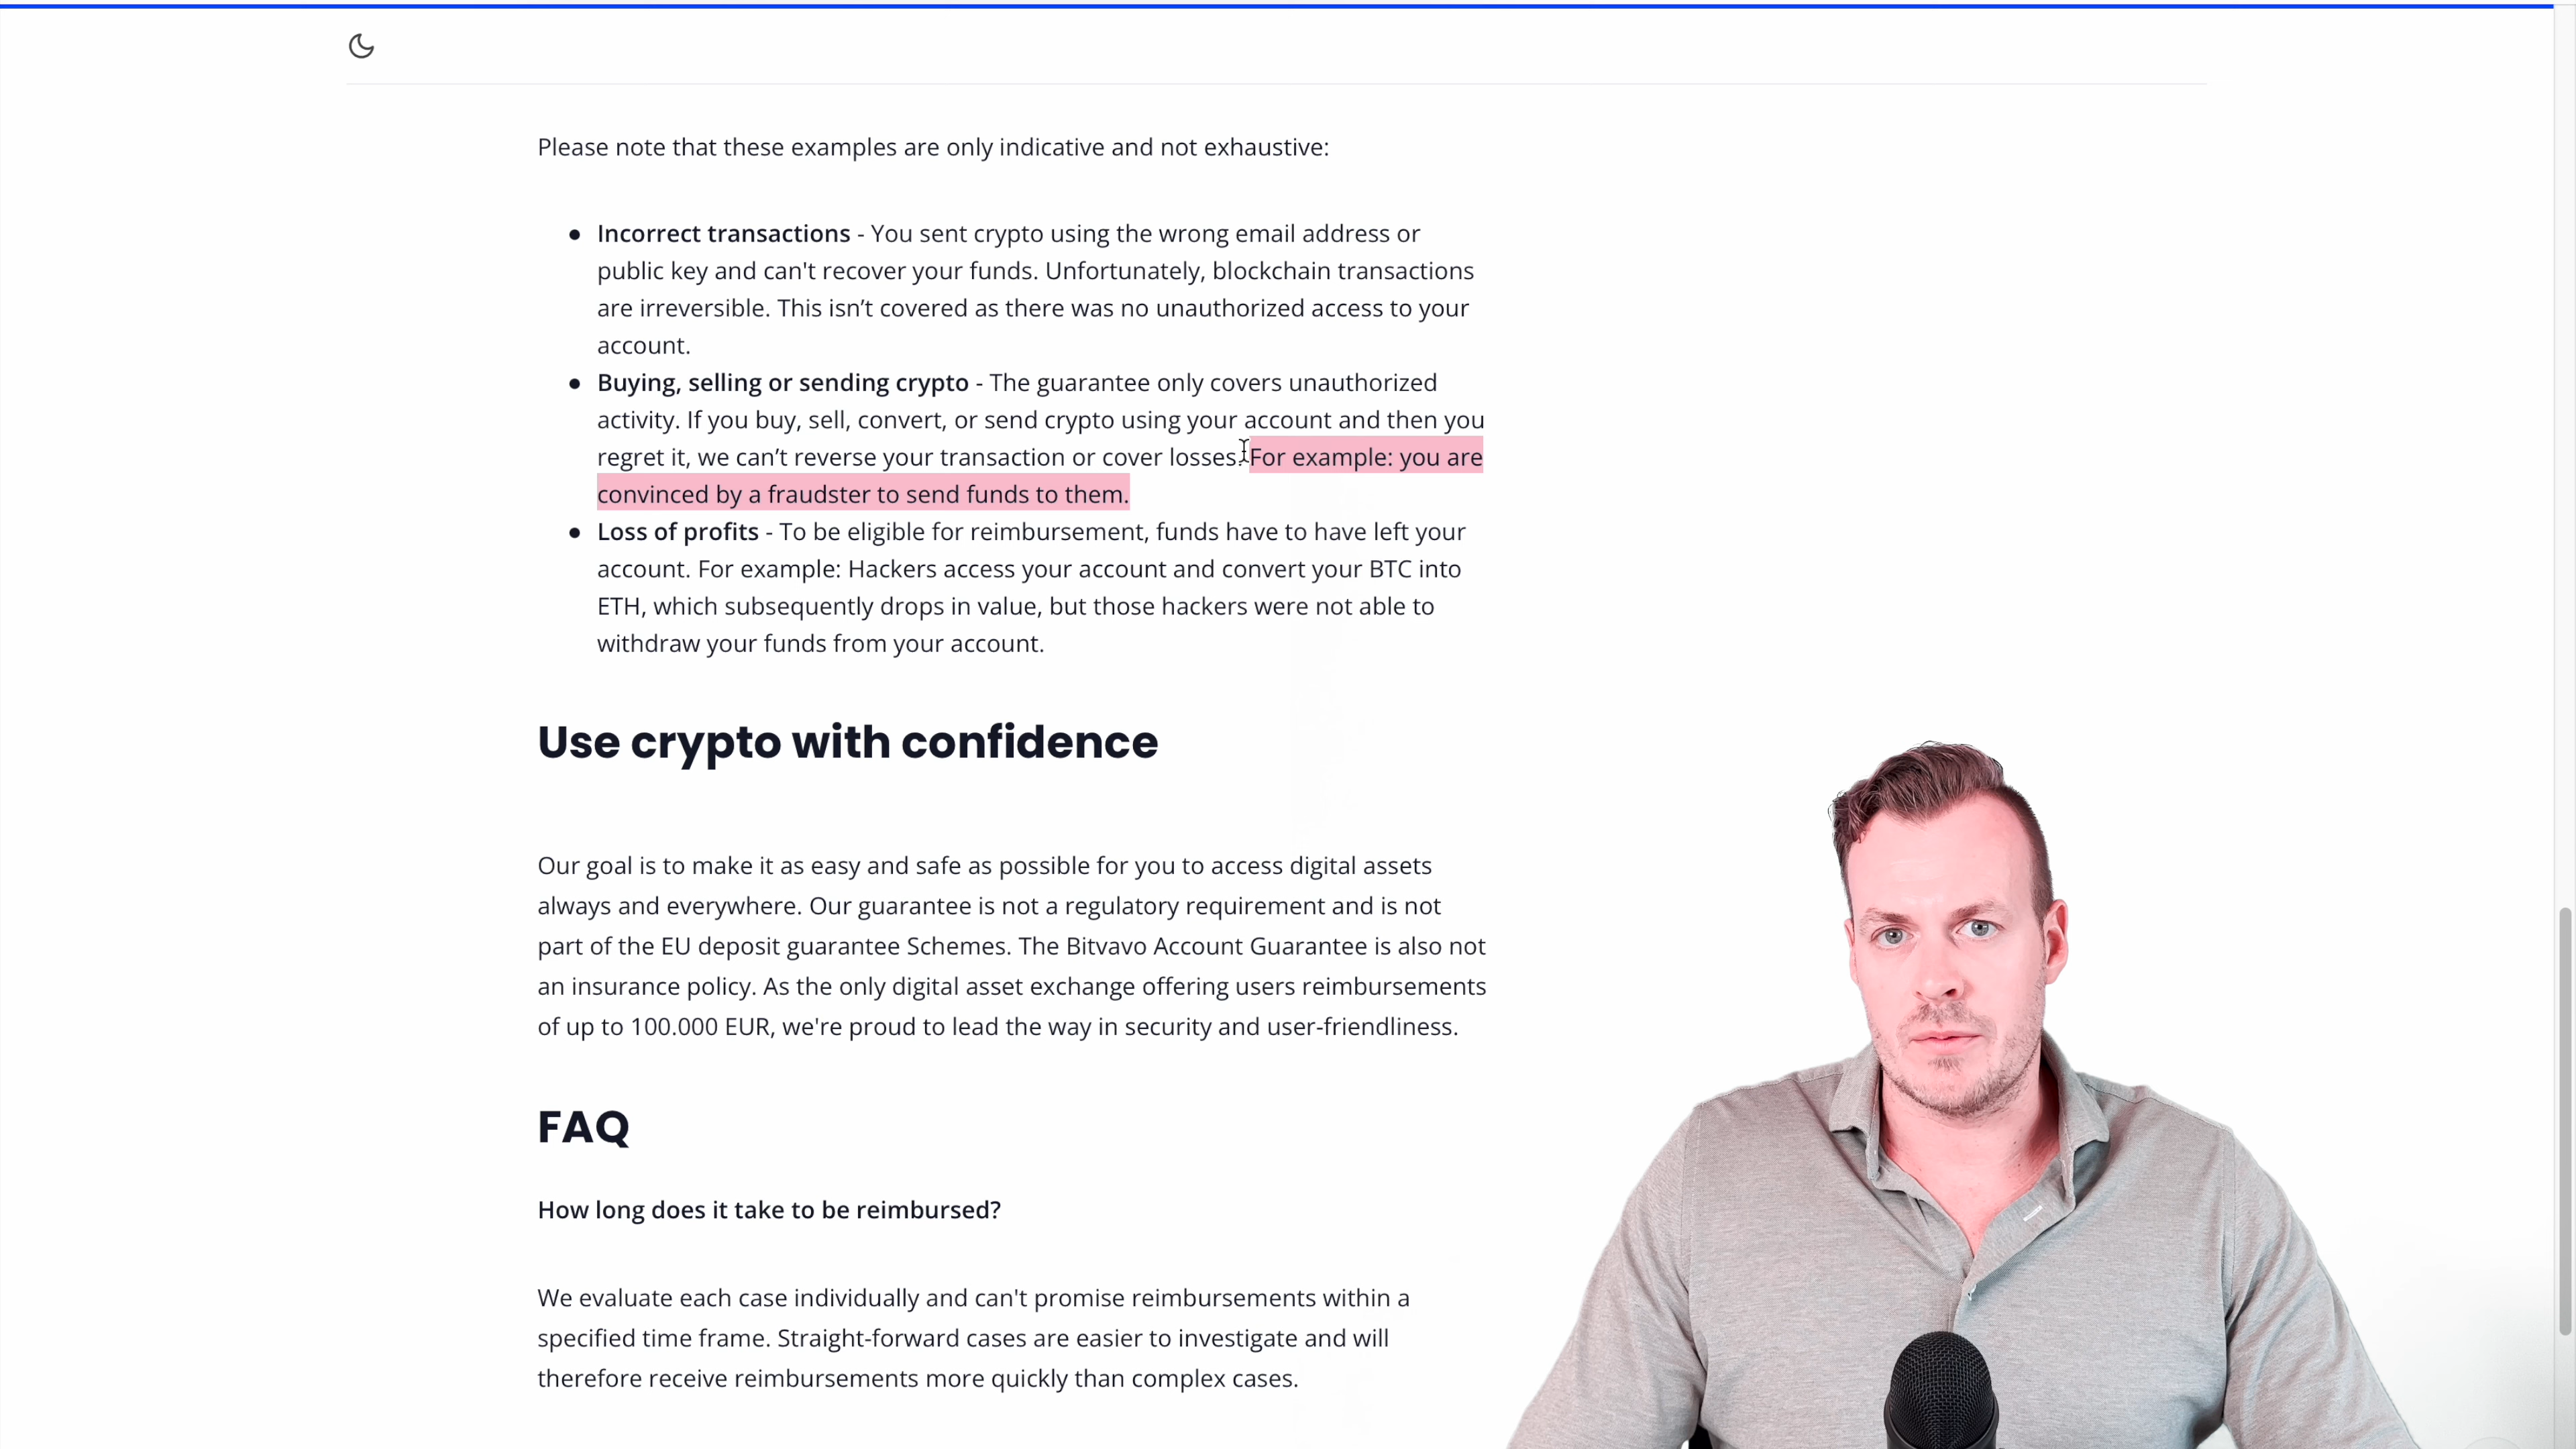 Please note that these examples are only indicative and not exhaustive:
● Incorrect transactions - You sent crypto using the wrong email address or
public key and can't recover your funds. Unfortunately, blockchain transactions
are irreversible. This isn’t covered as there was no unauthorized access to your
account.
● Buying, selling or sending crypto - The guarantee only covers unauthorized
activity. If you buy, sell, convert, or send crypto using your account and then you
regret it, we can’t reverse your transaction or cover losses. For example: you are
convinced by a fraudster to send funds to them.
● Loss of profits - To be eligible for reimbursement, funds have to have left your
account. For example: Hackers access your account and convert your BTC into
ETH, which subsequently drops in value, but those hackers were not able to
withdraw your funds from your account.
Use crypto with confidence
Our goal is to make it as easy and safe as possible for you to access digital assets
always and everywhere. Our guarantee is not a regulatory requirement and is not
part of the EU deposit guarantee Schemes. The Bitvavo Account Guarantee is also not
an insurance policy. As the only digital asset exchange offering users reimbursements
of up to 100.000 EUR, we're proud to lead the way in security and user-friendliness.
FAQ
How long does it take to be reimbursed?
We evaluate each case individually and can't promise reimbursements within a
specified time frame. Straight-forward cases are easier to investigate and will
therefore receive reimbursements more quickly than complex cases.